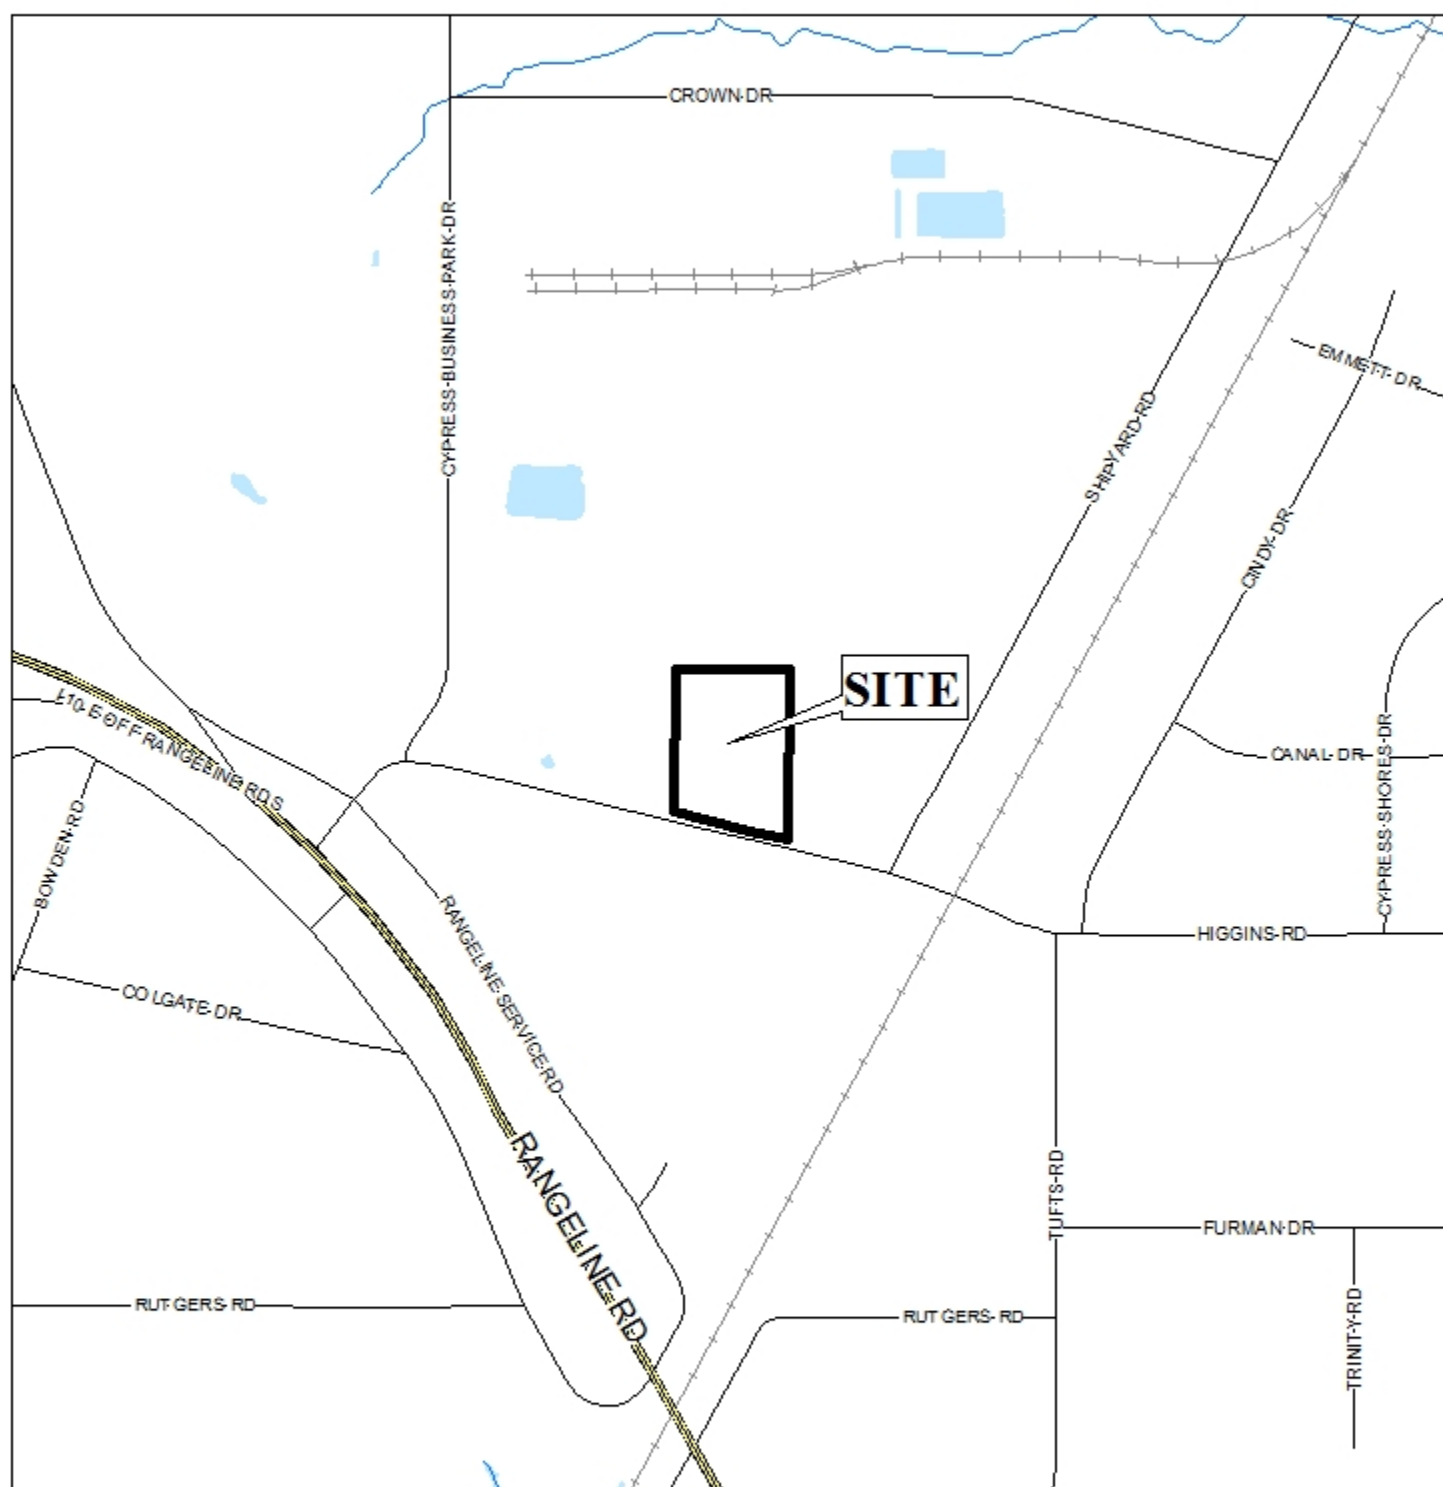 CROWN DR
CYPRESS BUSINESS PARK DR
EMMETT DR
SHIPYARD RD
CINDY DR
SITE
I-10 E OFF RANGELINE RD S
CANAL DR
CYPRESS SHORES DR
BOWDEN RD
RANGELINE SERVICE RD
HIGGINS RD
COLGATE DR
RANGELINE RD
TUFTS RD
FURMAN DR
RUTGERS RD
RUTGERS RD
TRINITY RD